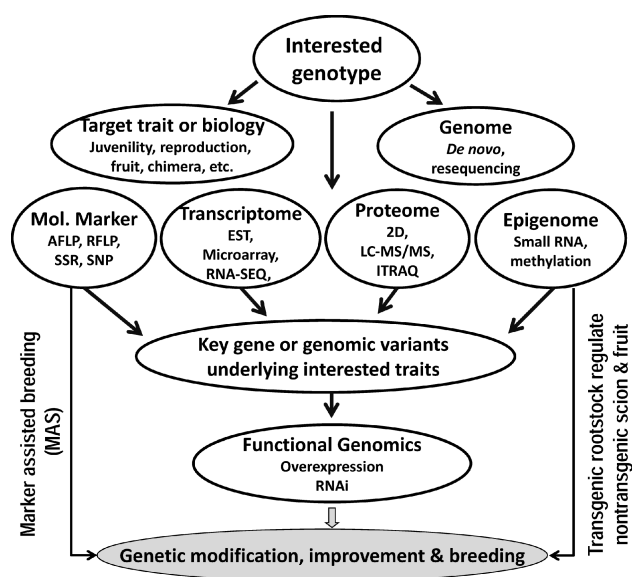 Interested
genotype
Target trait or biology
Juvenility, reproduction,
fruit, chimera, etc.
Genome
De novo,
resequencing
Mol. Marker
AFLP, RFLP,
SSR, SNP
Transcriptome
EST,
Microarray,
RNA-SEQ,
Proteome
2D,
LC-MS/MS,
ITRAQ
Epigenome
Small RNA,
methylation
Key gene or genomic variants
underlying interested traits
Functional Genomics
Overexpression
RNAi
Genetic modification, improvement & breeding
Marker assisted breeding
(MAS)
Transgenic rootstock regulate
nontransgenic scion & fruit